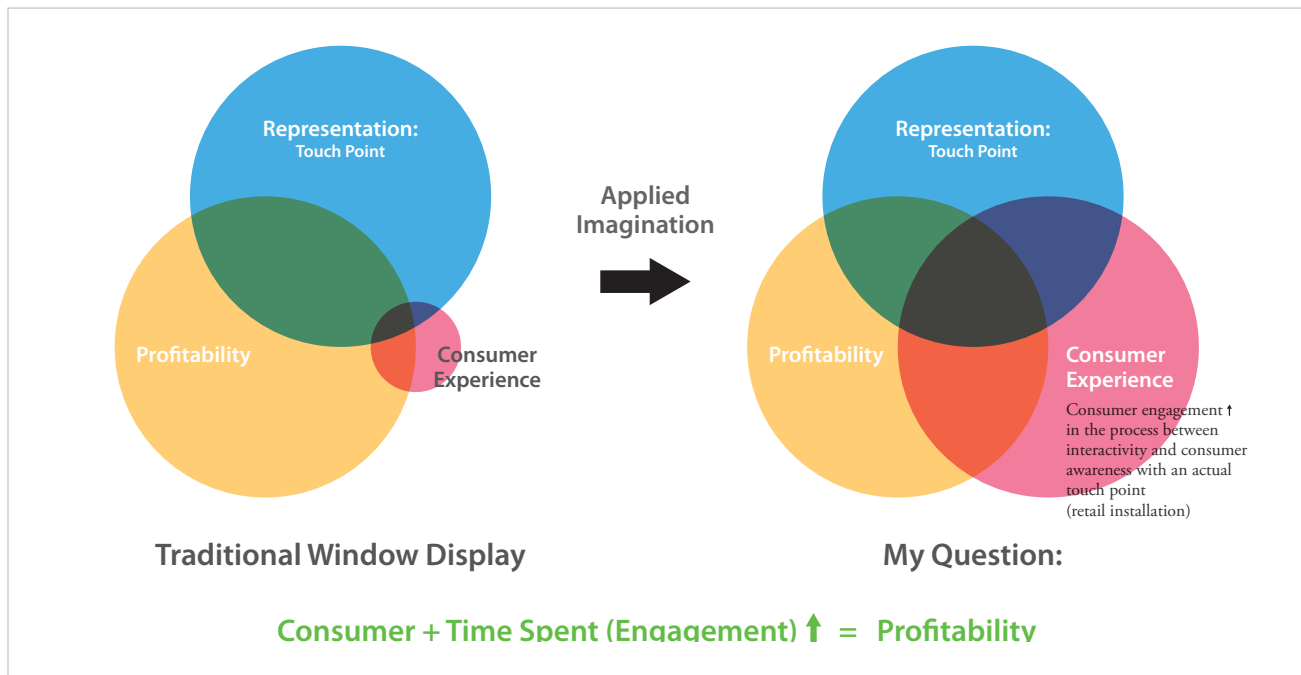 Representation:
Touch Point
Profitability
Consumer
Experience
Traditional Window Display
Applied
Imagination
Representation:
Touch Point
Profitability
Consumer
Experience
Consumer engagement ↑
in the process between
interactivity and consumer
awareness with an actual
touch point
(retail installation)
My Question:
Consumer + Time Spent (Engagement) ↑ = Profitability